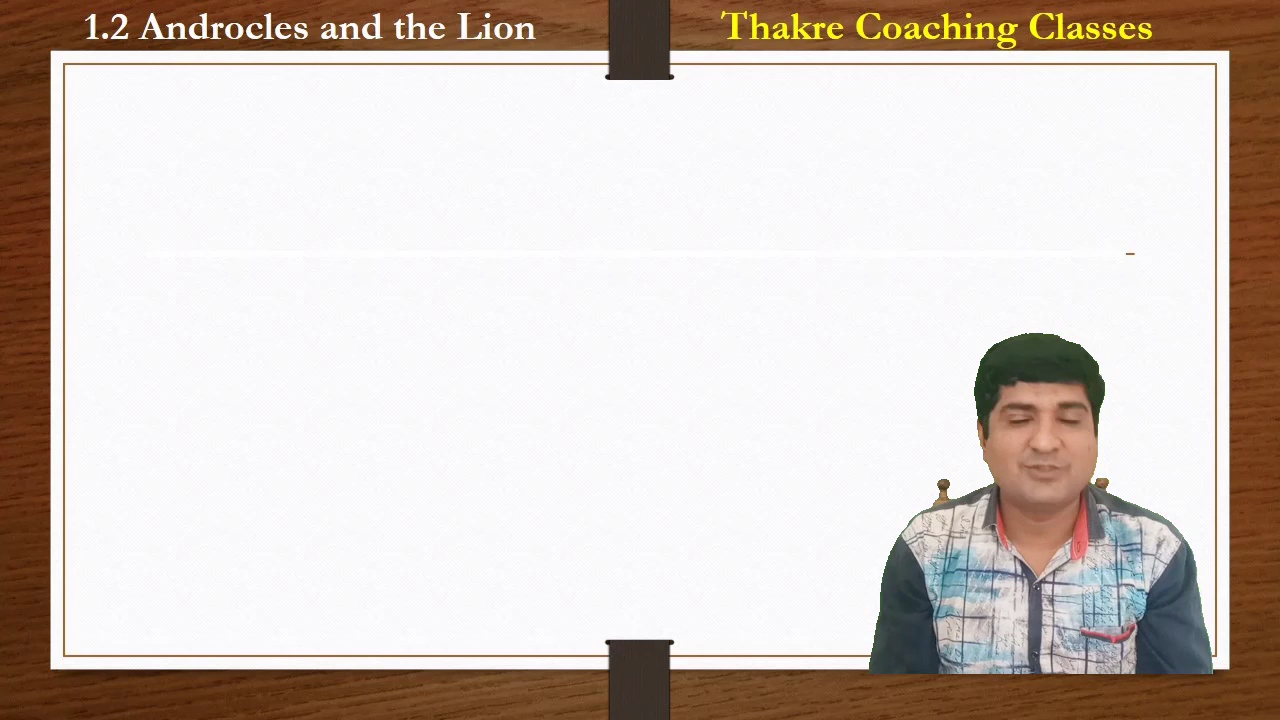 1.2 Androcles and the Lion
Thakre Coaching Classes